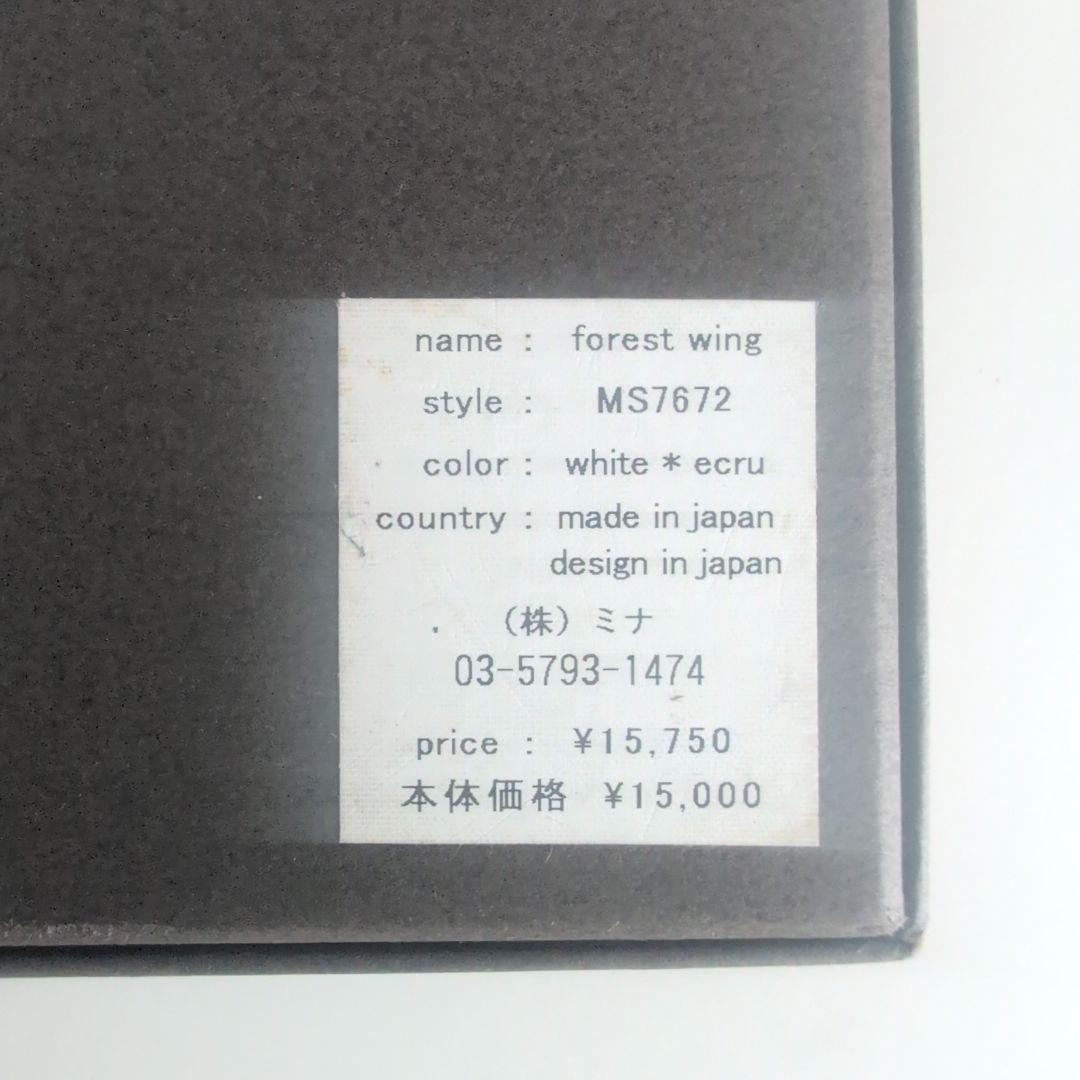 name : forest wing
style : MS7672
color : white * ecru
country : made in japan
design in japan
（株）ミナ
03-5793-1474
price : ¥15,750
本体価格 ¥15,000